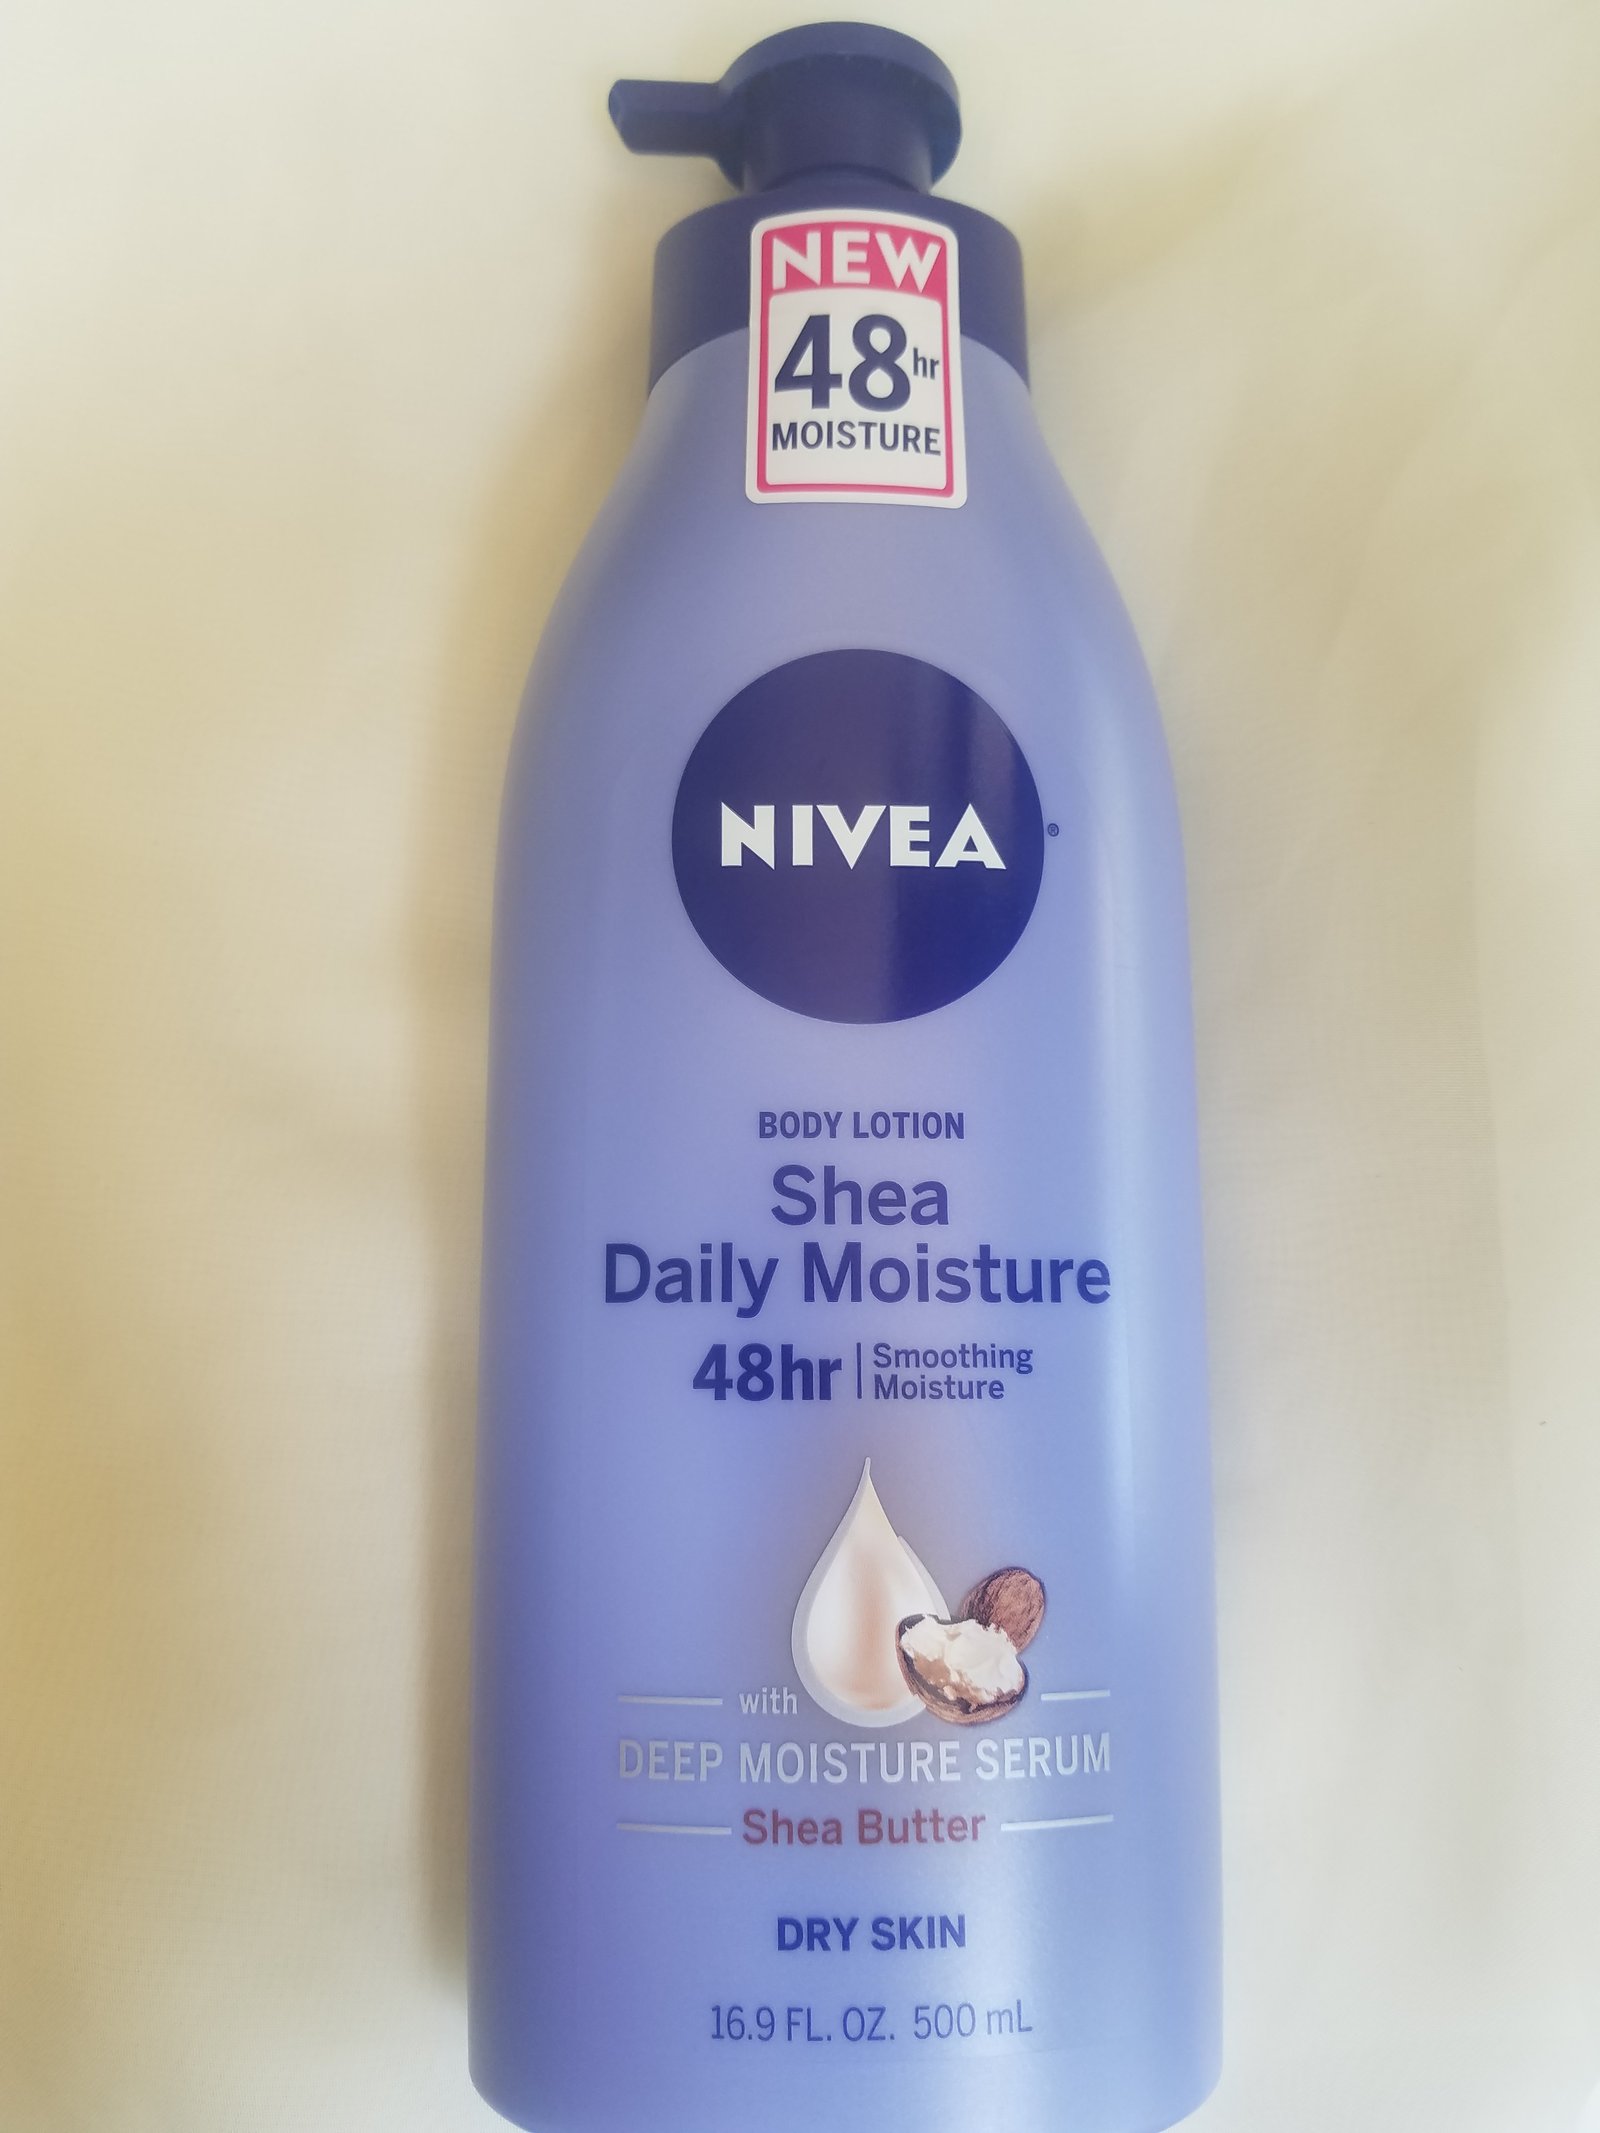 NEW
48hr
MOISTURE
NIVEA®
BODY LOTION
Shea
Daily Moisture
48hr | Smoothing
Moisture
with
DEEP MOISTURE SERUM
Shea Butter
DRY SKIN
16.9 FL. OZ. 500 mL